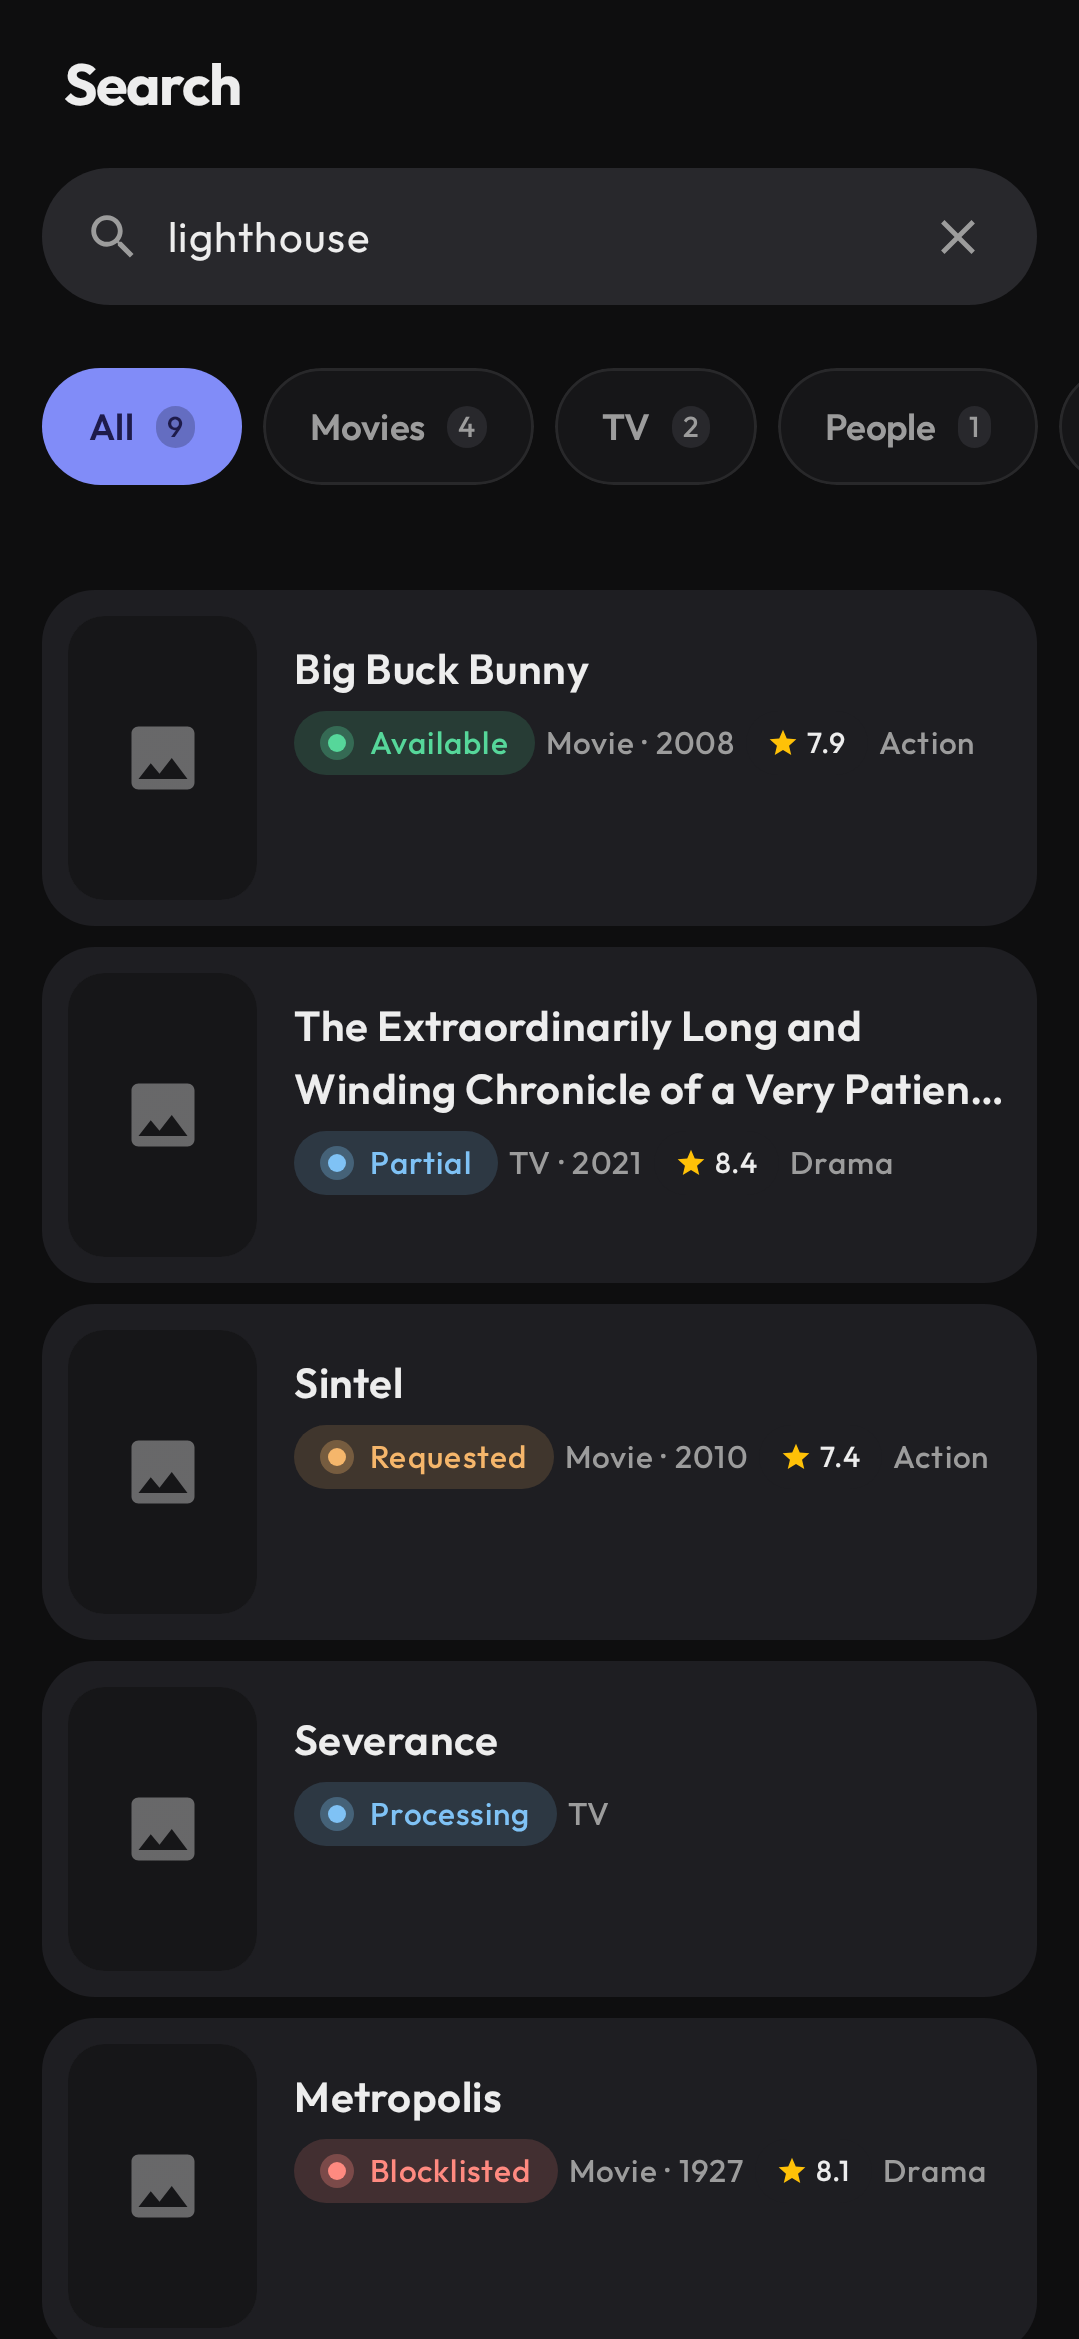 Search
lighthouse
All 9 Movies 4 TV 2 People 1
Big Buck Bunny
Available Movie · 2008 7.9 Action
The Extraordinarily Long and
Winding Chronicle of a Very Patien...
Partial TV · 2021 8.4 Drama
Sintel
Requested Movie · 2010 7.4 Action
Severance
Processing TV
Metropolis
Blocklisted Movie · 1927 8.1 Drama